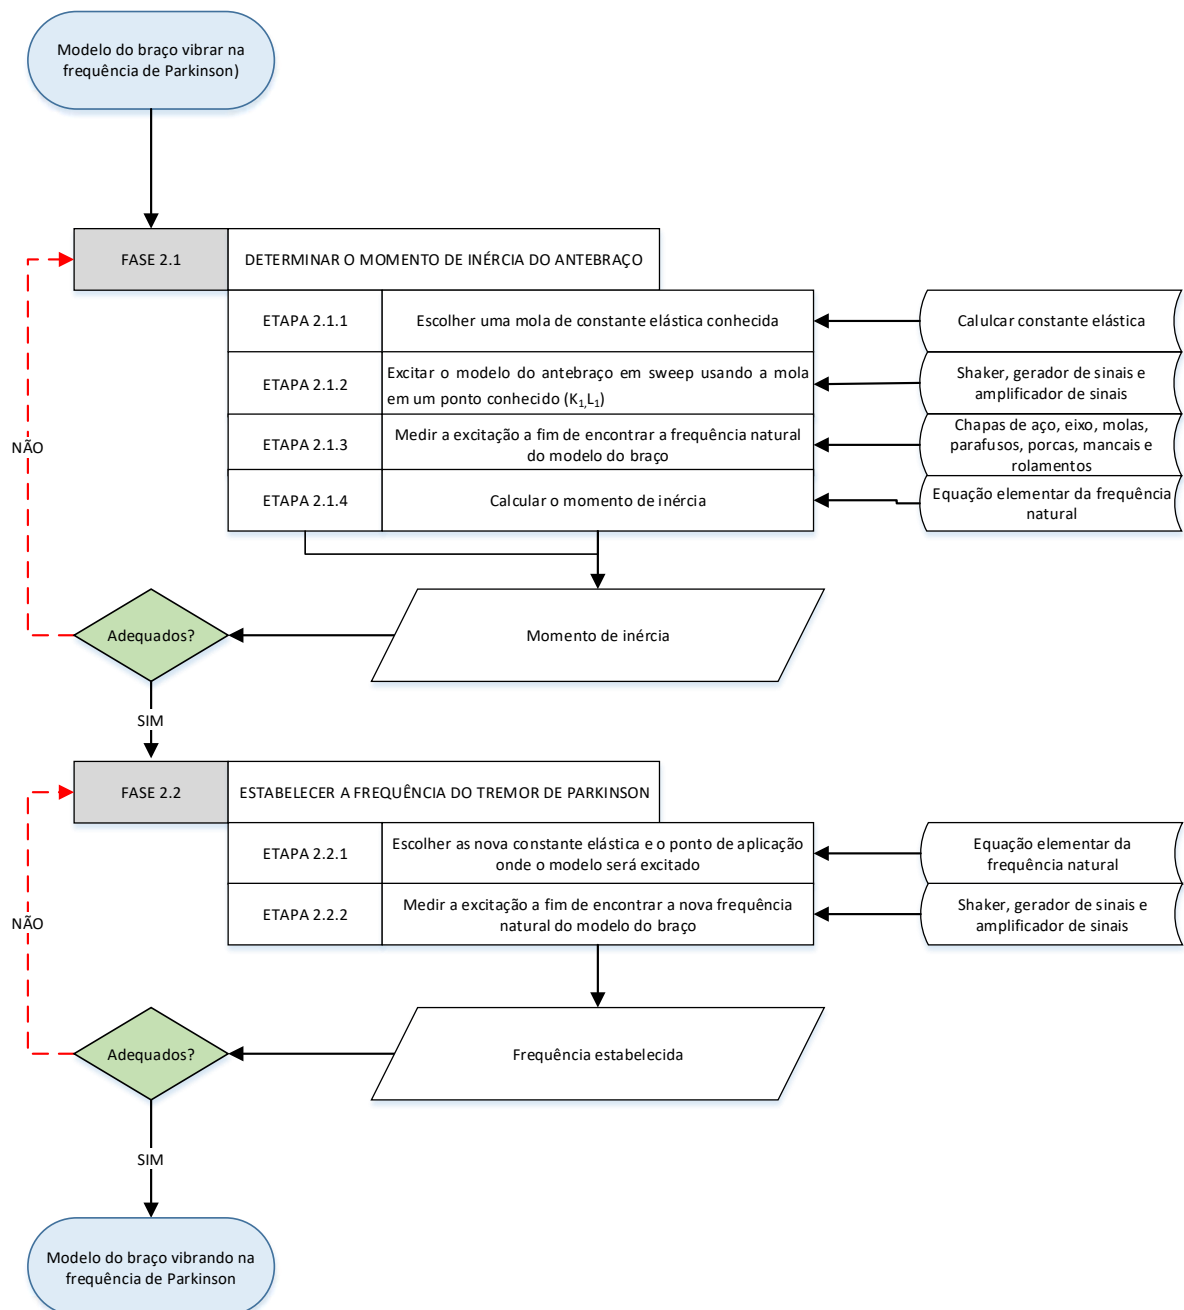 Modelo do braço vibrar na
frequência de Parkinson)
FASE 2.1
DETERMINAR O MOMENTO DE INÉRCIA DO ANTEBRAÇO
ETAPA 2.1.1
Escolher uma mola de constante elástica conhecida
Calulcar constante elástica
ETAPA 2.1.2
Excitar o modelo do antebraço em sweep usando a mola
em um ponto conhecido (K1,L1)
Shaker, gerador de sinais e
amplificador de sinais
NÃO
ETAPA 2.1.3
Medir a excitação a fim de encontrar a frequência natural
do modelo do braço
Chapas de aço, eixo, molas,
parafusos, porcas, mancais e
rolamentos
ETAPA 2.1.4
Calcular o momento de inércia
Equação elementar da frequência
natural
Adequados?
Momento de inércia
SIM
FASE 2.2
ESTABELECER A FREQUÊNCIA DO TREMOR DE PARKINSON
ETAPA 2.2.1
Escolher as nova constante elástica e o ponto de aplicação
onde o modelo será excitado
Equação elementar da
frequência natural
NÃO
ETAPA 2.2.2
Medir a excitação a fim de encontrar a nova frequência
natural do modelo do braço
Shaker, gerador de sinais e
amplificador de sinais
Adequados?
Frequência estabelecida
SIM
Modelo do braço vibrando na
frequência de Parkinson